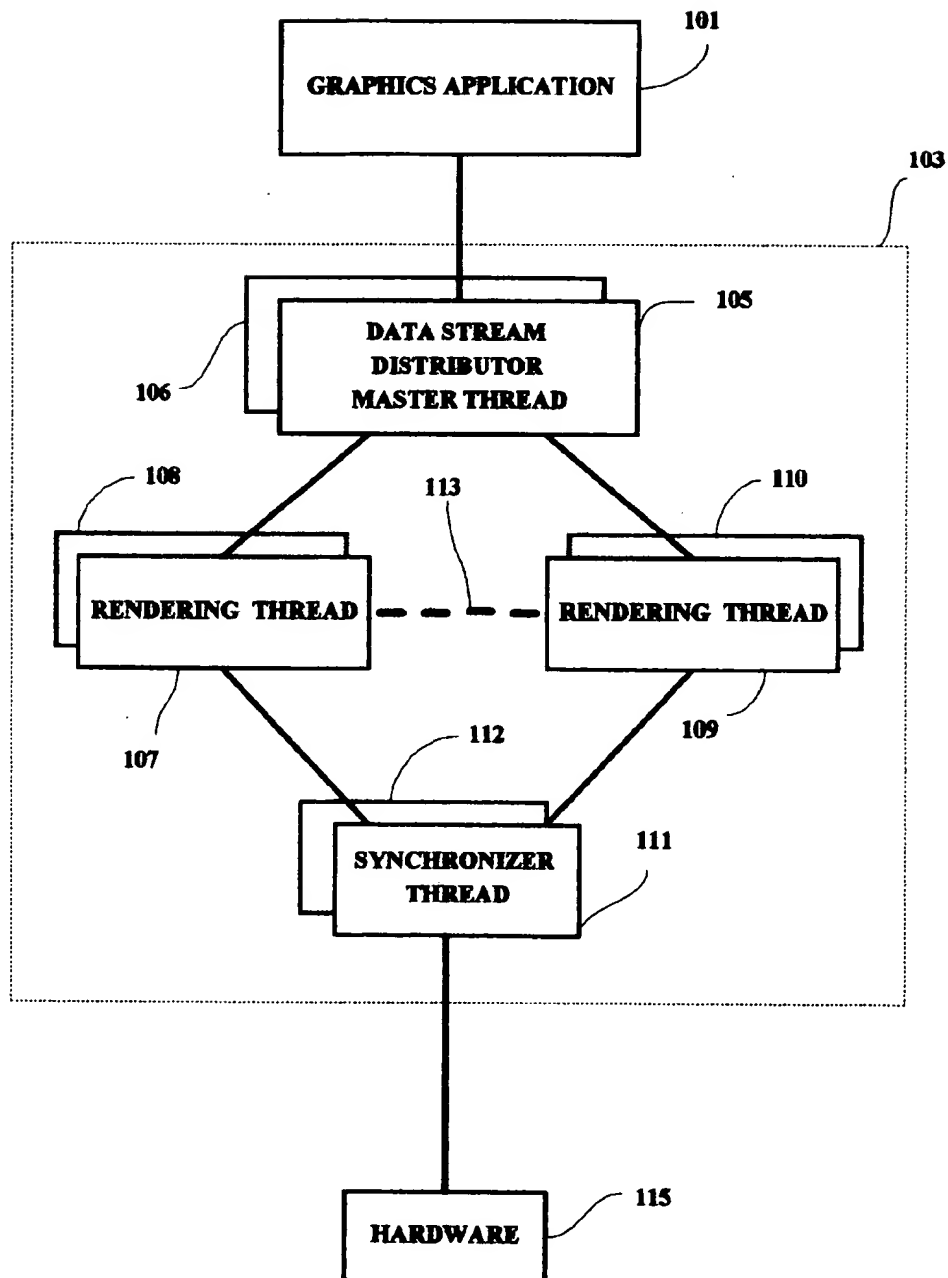 101
GRAPHICS APPLICATION
103
105
DATA STREAM
DISTRIBUTOR
MASTER THREAD
106
108
110
113
RENDERING THREAD
RENDERING THREAD
107
109
112
111
SYNCHRONIZER
THREAD
115
HARDWARE